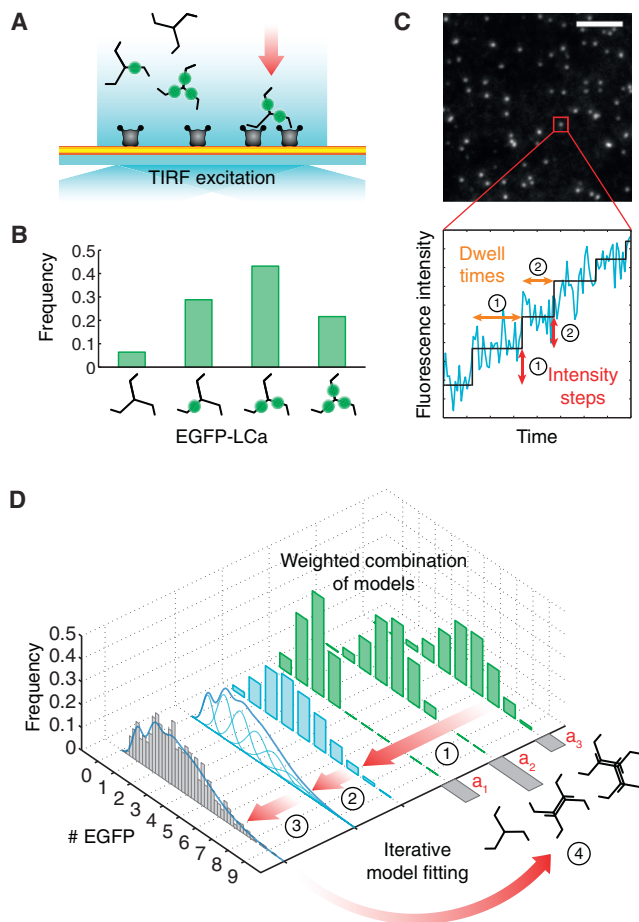 A
TIRF excitation
B
Frequency
0.5
0.4
0.3
0.2
0.1
0
EGFP-LCa
C
Fluorescence intensity
Dwell
times
1
2
1
2
Intensity
steps
Time
D
Weighted combination
of models
Frequency
0.5
0.4
0.3
0.2
0.1
0
0
1
2
3
4
5
6
7
8
9
# EGFP
1
2
3
a1
a2
a3
Iterative
model fitting
4